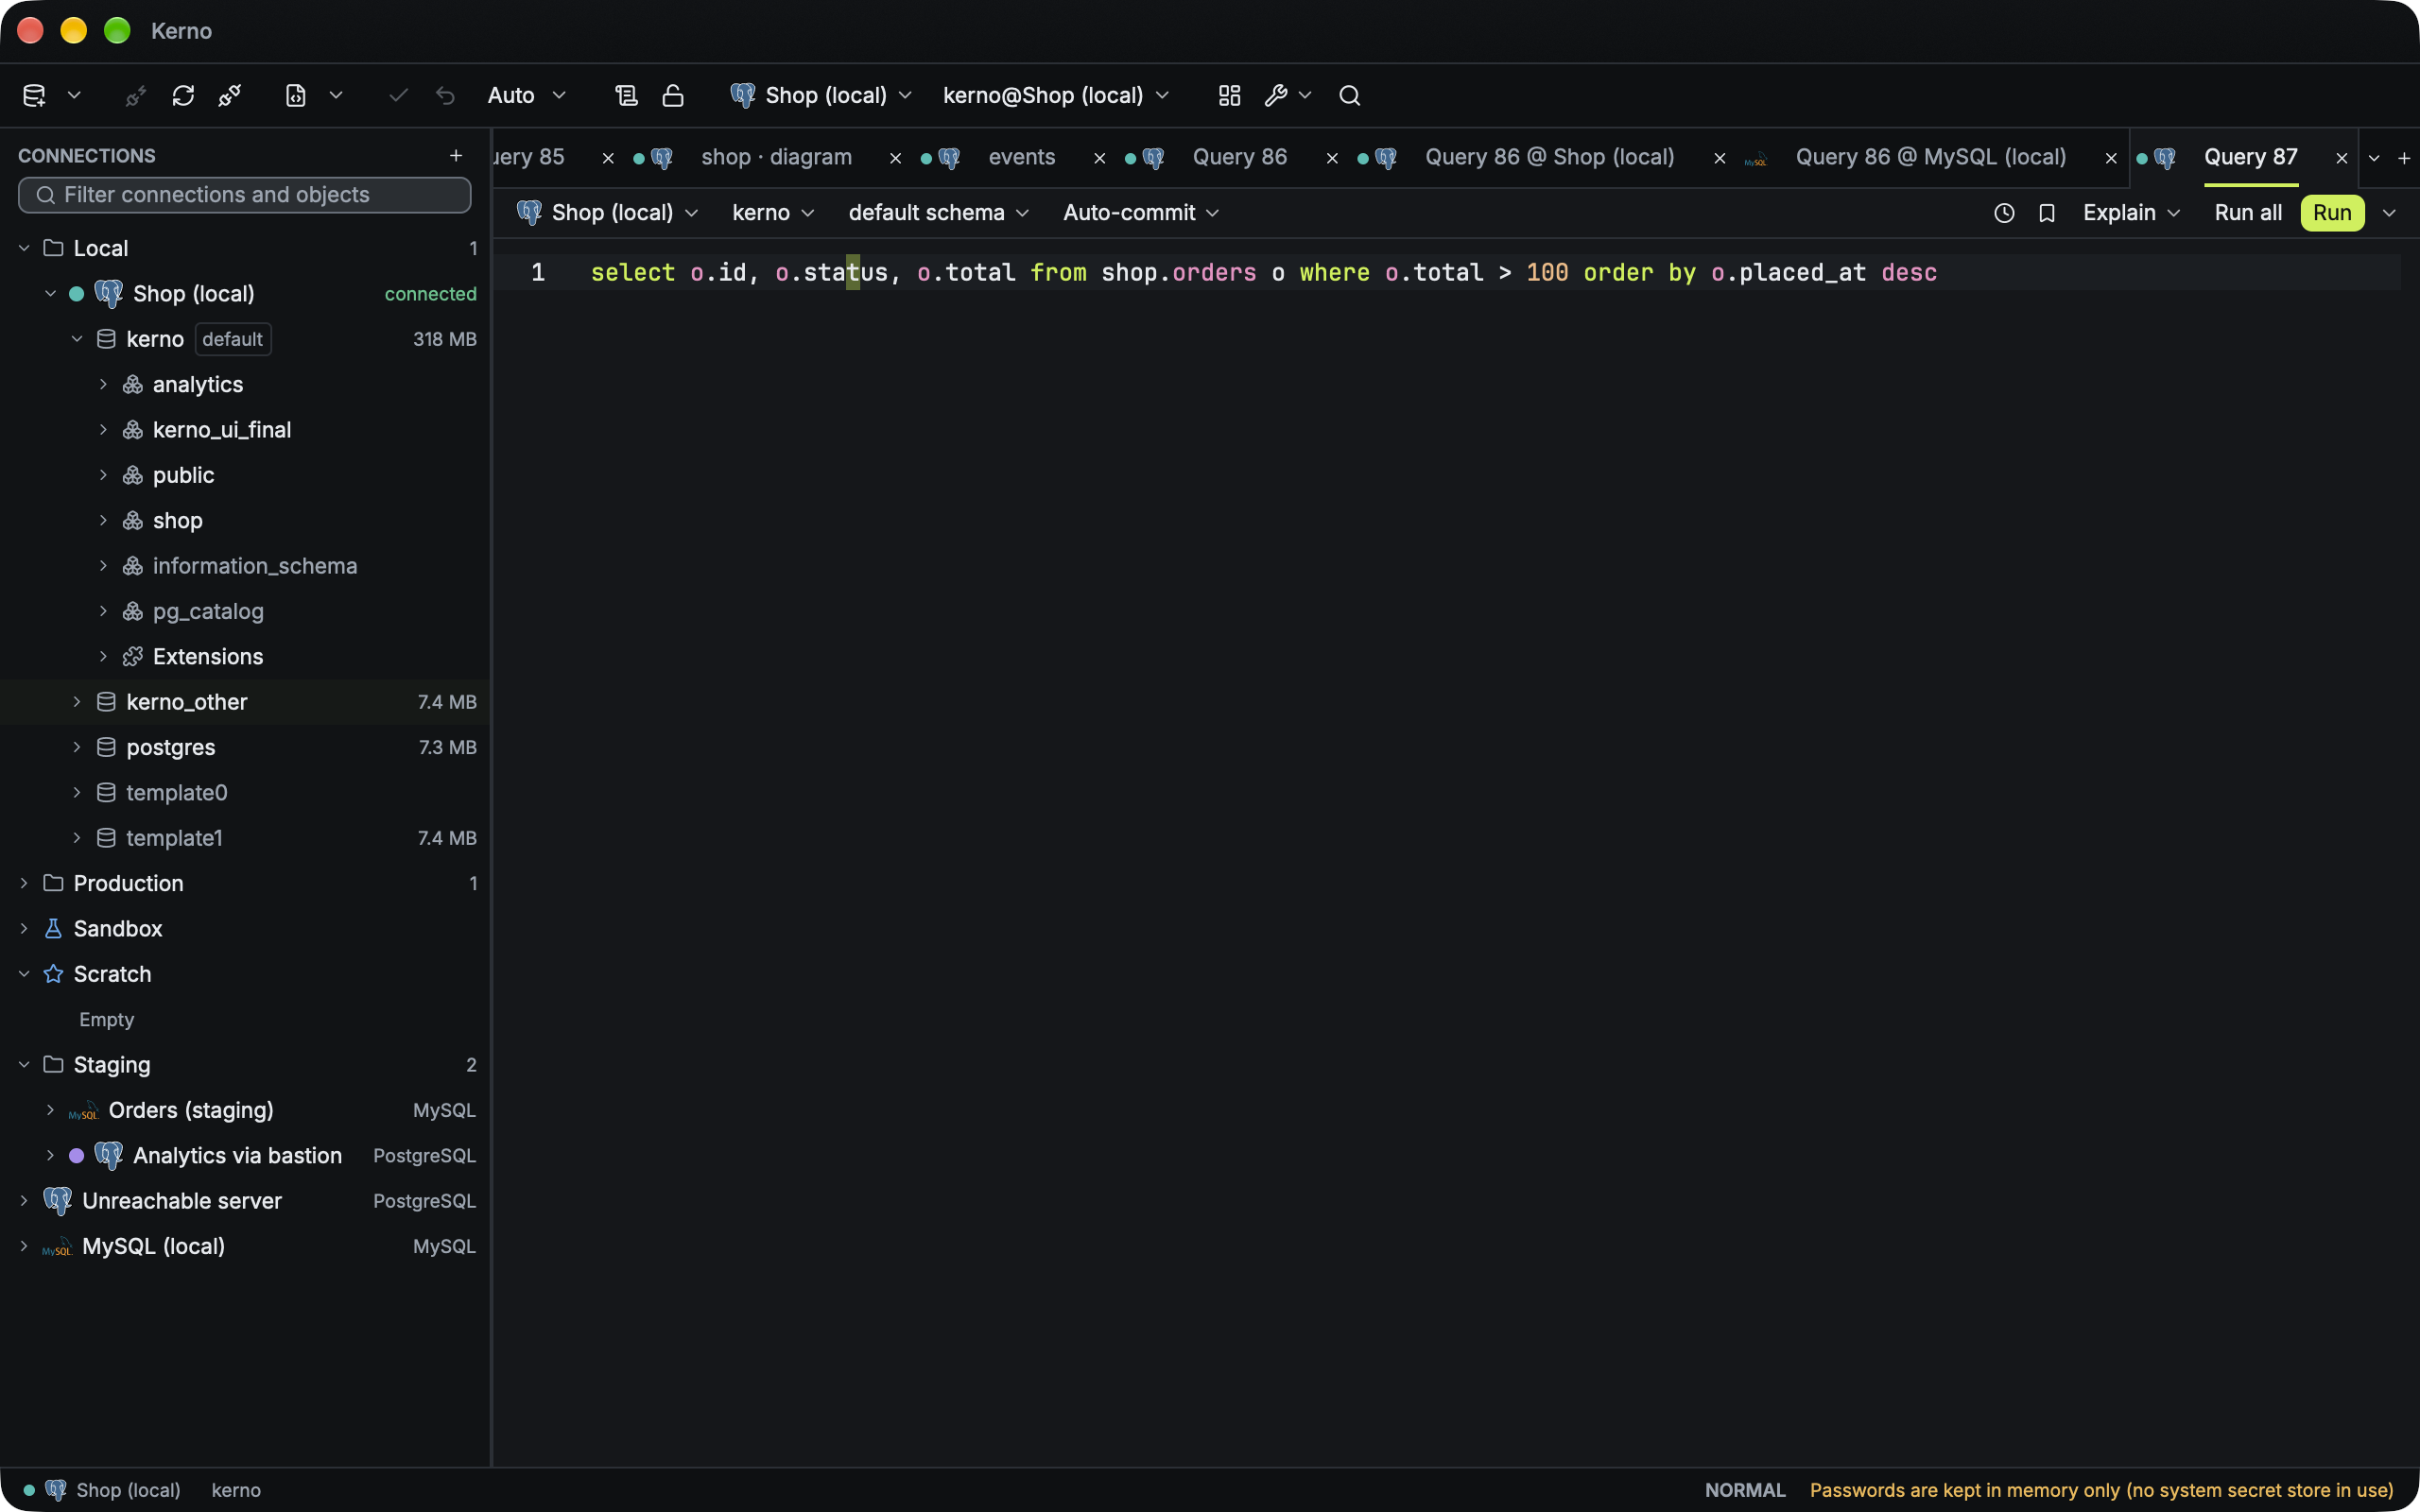 Kerno
Auto
Shop (local)
kerno@Shop (local)
CONNECTIONS
Filter connections and objects
Local 1
Shop (local) connected
kerno default 318 MB
analytics
kerno_ui_final
public
shop
information_schema
pg_catalog
Extensions
kerno_other 7.4 MB
postgres 7.3 MB
template0
template1 7.4 MB
Production 1
Sandbox
Scratch
Empty
Staging 2
MySQL Orders (staging) MySQL
Analytics via bastion PostgreSQL
Unreachable server PostgreSQL
MySQL MySQL (local) MySQL
uery 85
shop · diagram
events
Query 86
Query 86 @ Shop (local)
MySQL Query 86 @ MySQL (local)
Query 87
Shop (local) kerno default schema Auto-commit Explain Run all Run
1 select o.id, o.status, o.total from shop.orders o where o.total > 100 order by o.placed_at desc
Shop (local) kerno NORMAL Passwords are kept in memory only (no system secret store in use)